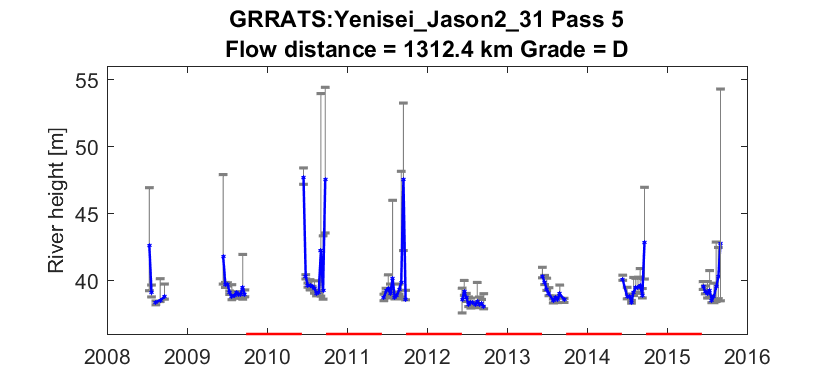 GRRATS:Yenisei_Jason2_31 Pass 5
Flow distance = 1312.4 km Grade = D
River height [m]
55
50
45
40
2008 2009 2010 2011 2012 2013 2014 2015 2016